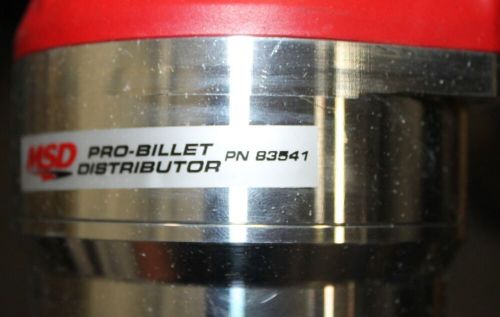 MSD PRO-BILLET
DISTRIBUTOR PN 83541